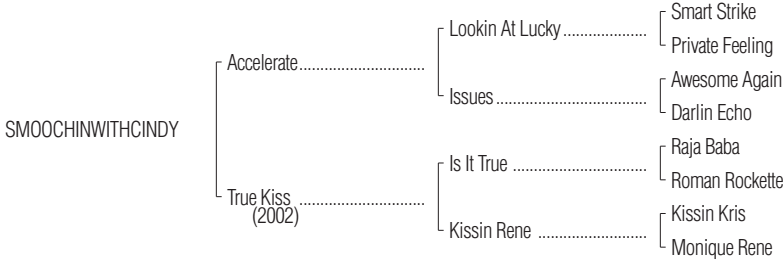 Smart Strike
Lookin At Lucky........................
Private Feeling
Accelerate....................................
Awesome Again
Issues...........................................
Darlin Echo
SMOOCHINWITHCINDY
Raja Baba
Is It True ......................................
Roman Rockette
True Kiss ....................................
(2002)
Kissin Kris
Kissin Rene ...............................
Monique Rene